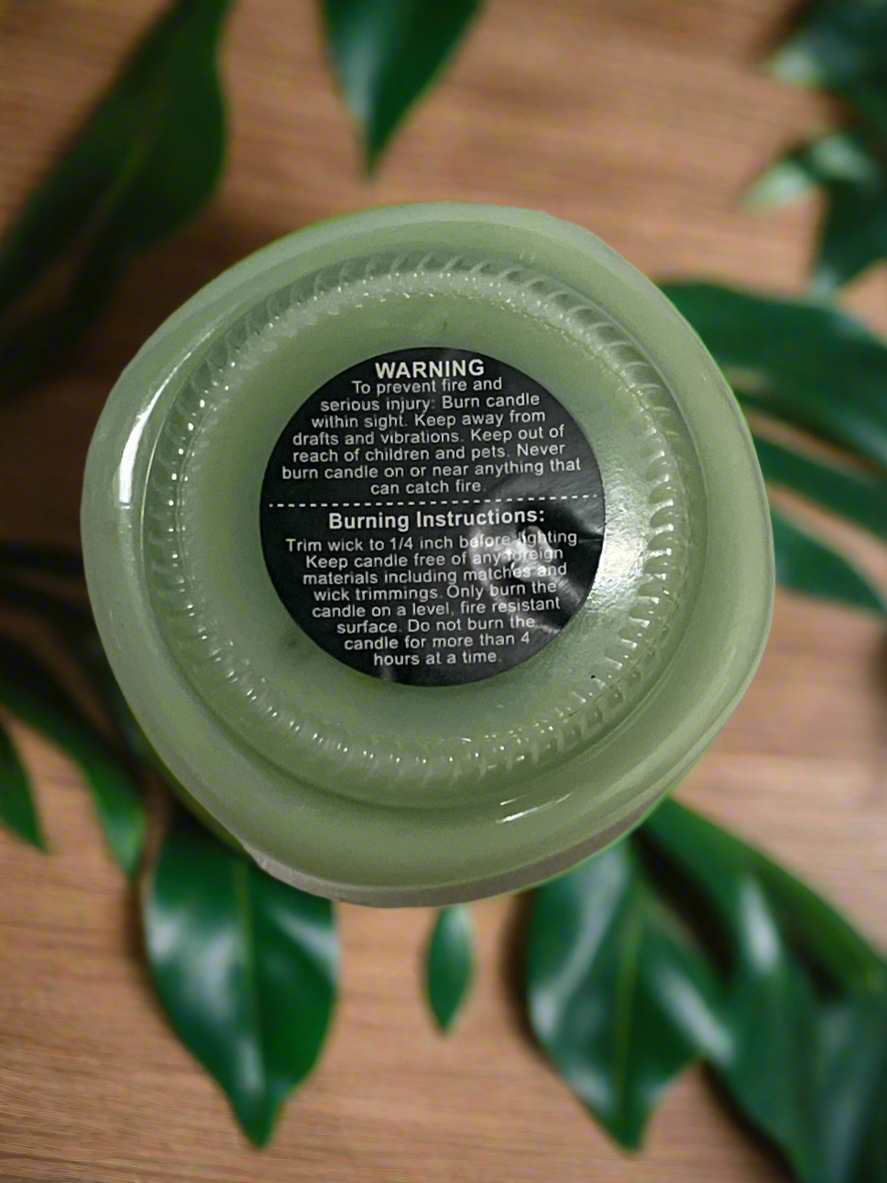 WARNING
To prevent fire and
serious injury: Burn candle
within sight. Keep away from
drafts and vibrations. Keep out of
reach of children and pets. Never
burn candle on or near anything that
can catch fire.
Burning Instructions:
Trim wick to 1/4 inch before lighting.
Keep candle free of any foreign
materials including matches and
wick trimmings. Only burn the
candle on a level, fire resistant
surface. Do not burn the
candle for more than 4
hours at a time.